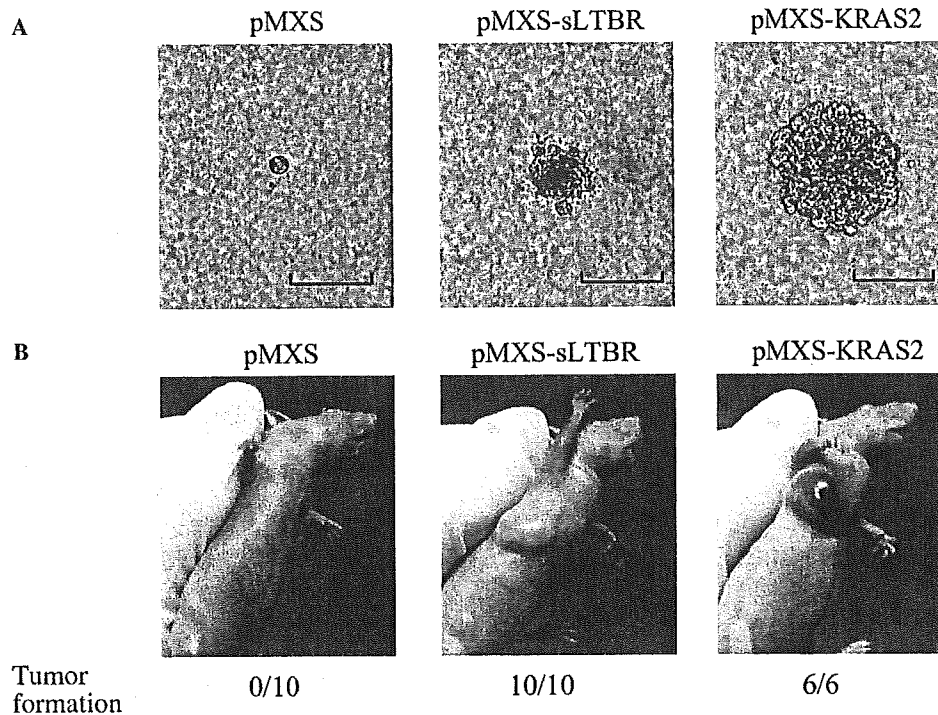 A
pMXS pMXS-sLTBR pMXS-KRAS2
B
pMXS pMXS-sLTBR pMXS-KRAS2
Tumor
formation 0/10 10/10 6/6